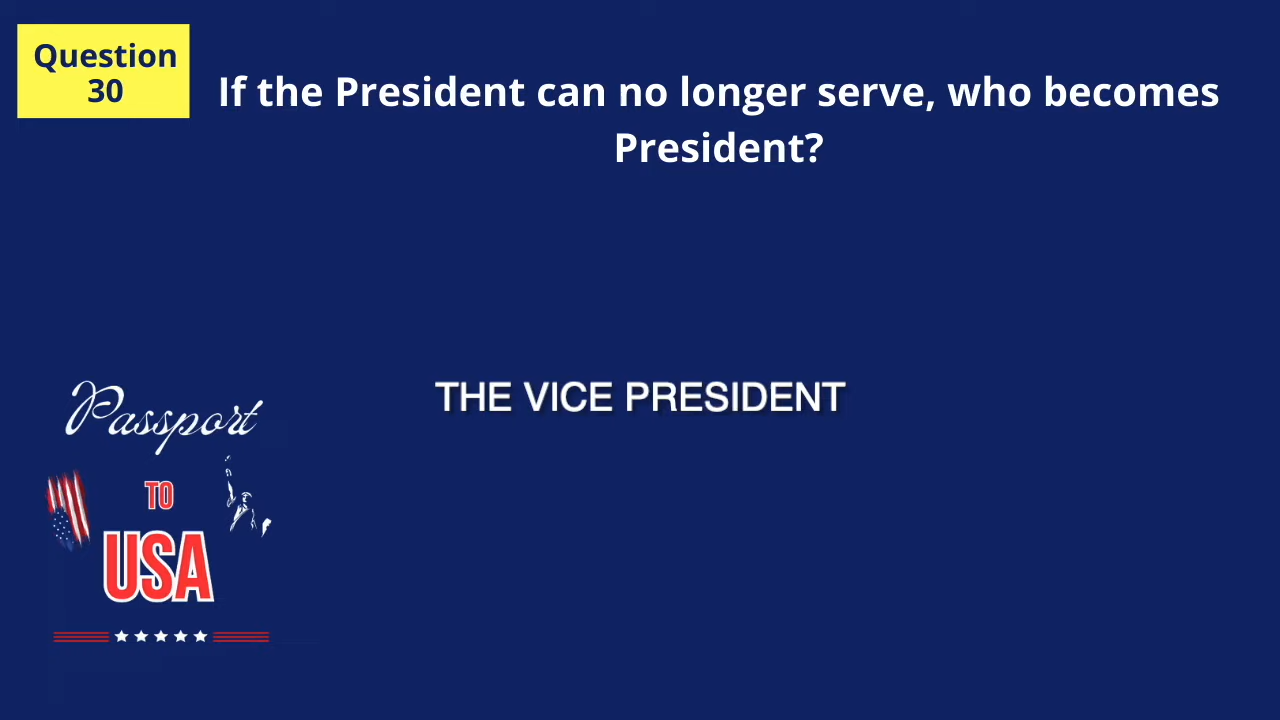 Question
30
If the President can no longer serve, who becomes
President?
THE VICE PRESIDENT
Passport
TO
USA